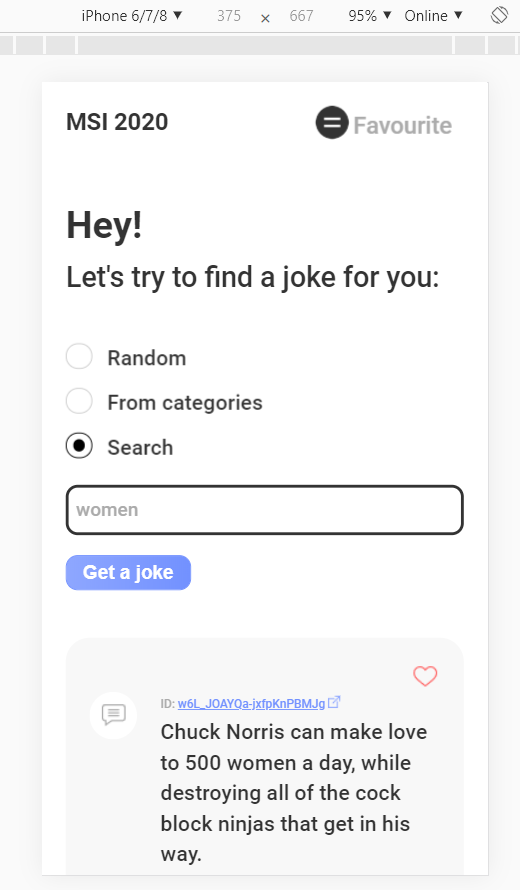 iPhone 6/7/8 ▼ 375 × 667 95% ▼ Online ▼
MSI 2020
Favourite
Hey!
Let's try to find a joke for you:
Random
From categories
Search
women
Get a joke
ID: w6L_JOAYQa-jxfpKnPBMJg
Chuck Norris can make love
to 500 women a day, while
destroying all of the cock
block ninjas that get in his
way.